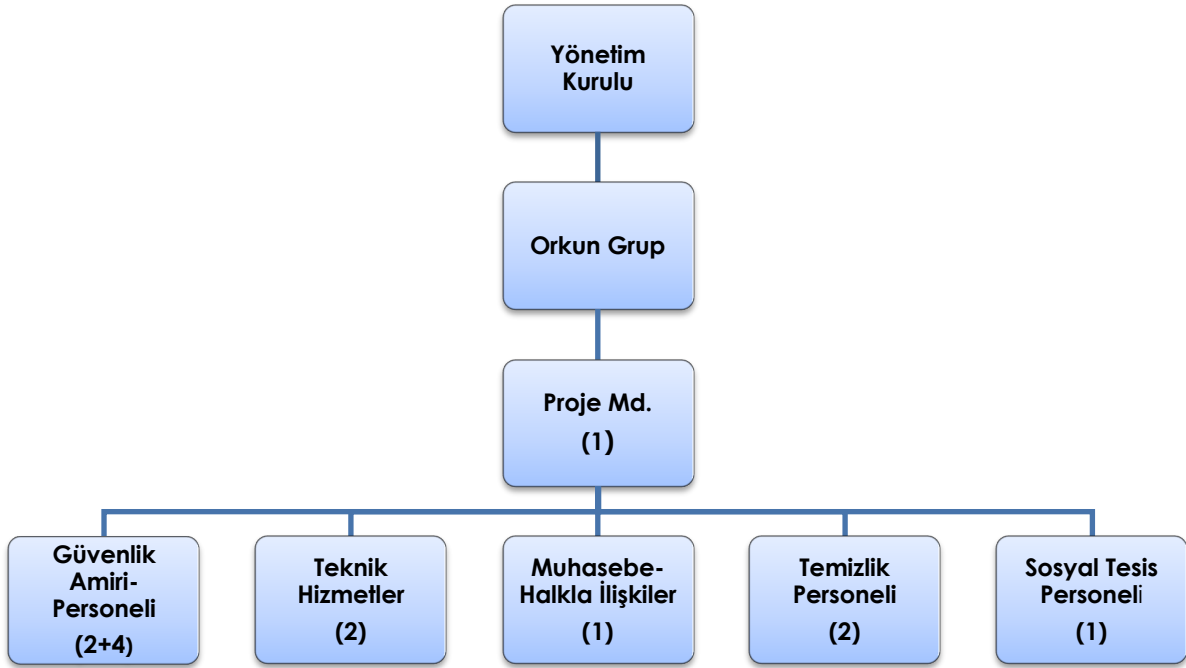 Yönetim
Kurulu
Orkun Grup
Proje Md.
(1)
Güvenlik
Amiri-
Personeli
(2+4)
Teknik
Hizmetler
(2)
Muhasebe-
Halkla İlişkiler
(1)
Temizlik
Personeli
(2)
Sosyal Tesis
Personeli
(1)